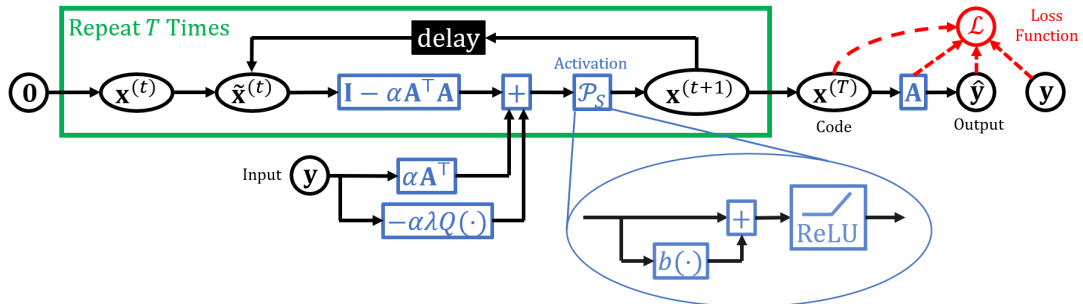 Repeat T Times
delay
ℒ
Loss
Function
Activation
0
x^(t)
x̃^(t)
I − αA^⊤A
+
𝒫_S
x^(t+1)
x^(T)
A
ŷ
y
Code
Output
Input
y
αA^⊤
−αλQ(·)
+
ReLU
b(·)